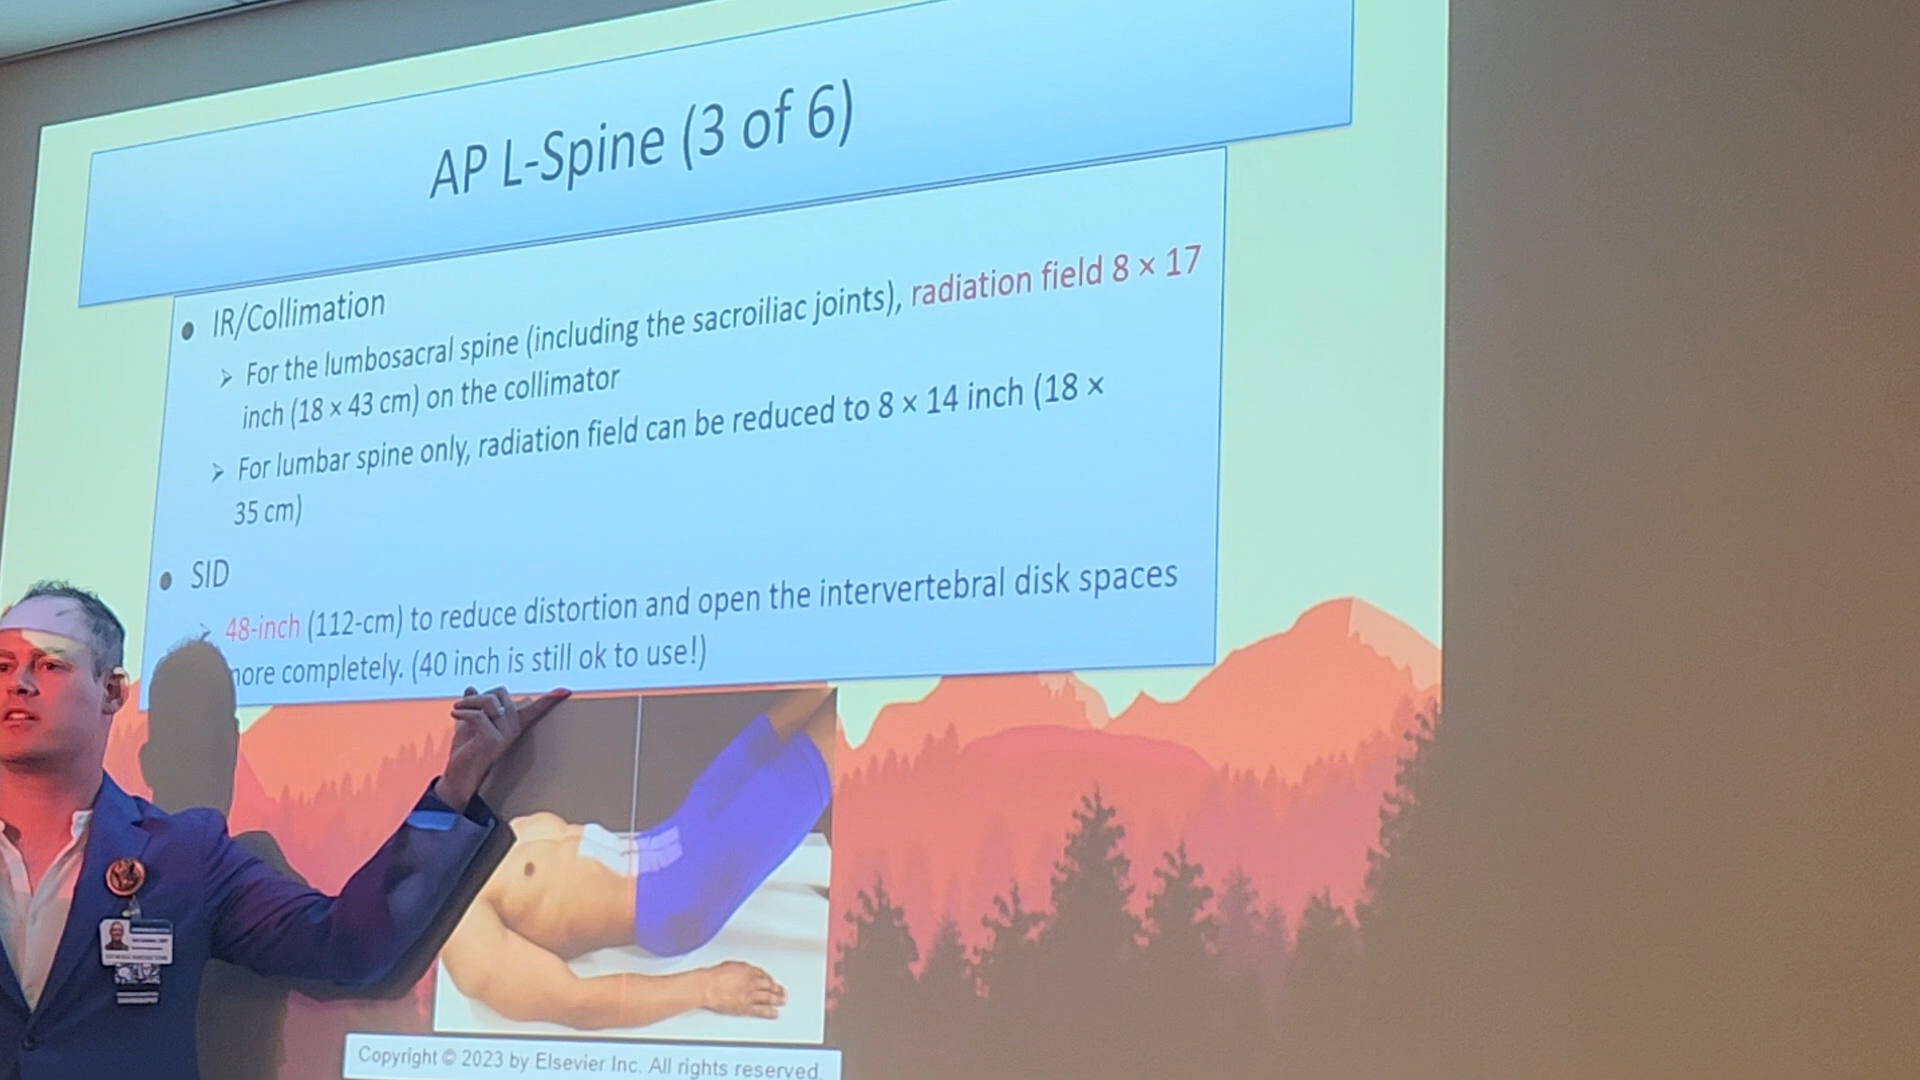 AP L-Spine (3 of 6)
● IR/Collimation
➢ For the lumbosacral spine (including the sacroiliac joints), radiation field 8 × 17
inch (18 × 43 cm) on the collimator
➢ For lumbar spine only, radiation field can be reduced to 8 × 14 inch (18 ×
35 cm)
● SID
➢ 48-inch (112-cm) to reduce distortion and open the intervertebral disk spaces
ore completely. (40 inch is still ok to use!)
Copyright © 2023 by Elsevier Inc. All rights reserved.